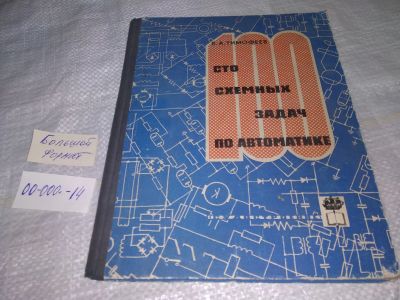 В.А.ТИМОФЕЕВ
100
СТО
СХЕМНЫХ
ЗАДАЧ
ПО АВТОМАТИКЕ
Большой
формат
00-000-14